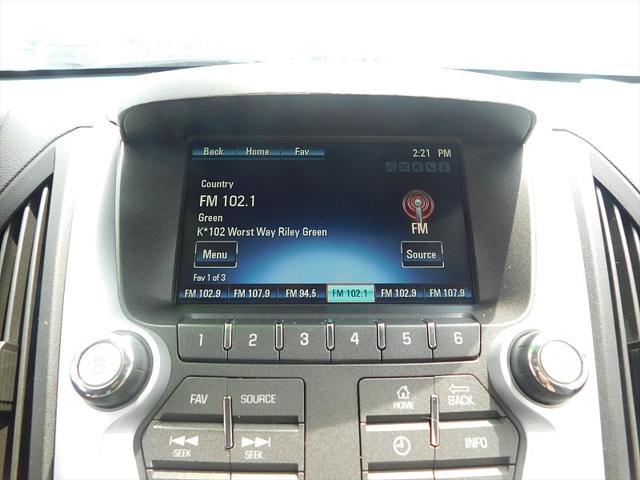 Back Home Fav 2:21 PM
Country
FM 102.1
Green
K*102 Worst Way Riley Green
FM
Menu Source
Fav 1 of 3
FM 102.9 FM 107.9 FM 94.5 FM 102.1 FM 102.9 FM 107.9
1 2 3 4 5 6
FAV SOURCE HOME BACK
SEEK SEEK INFO